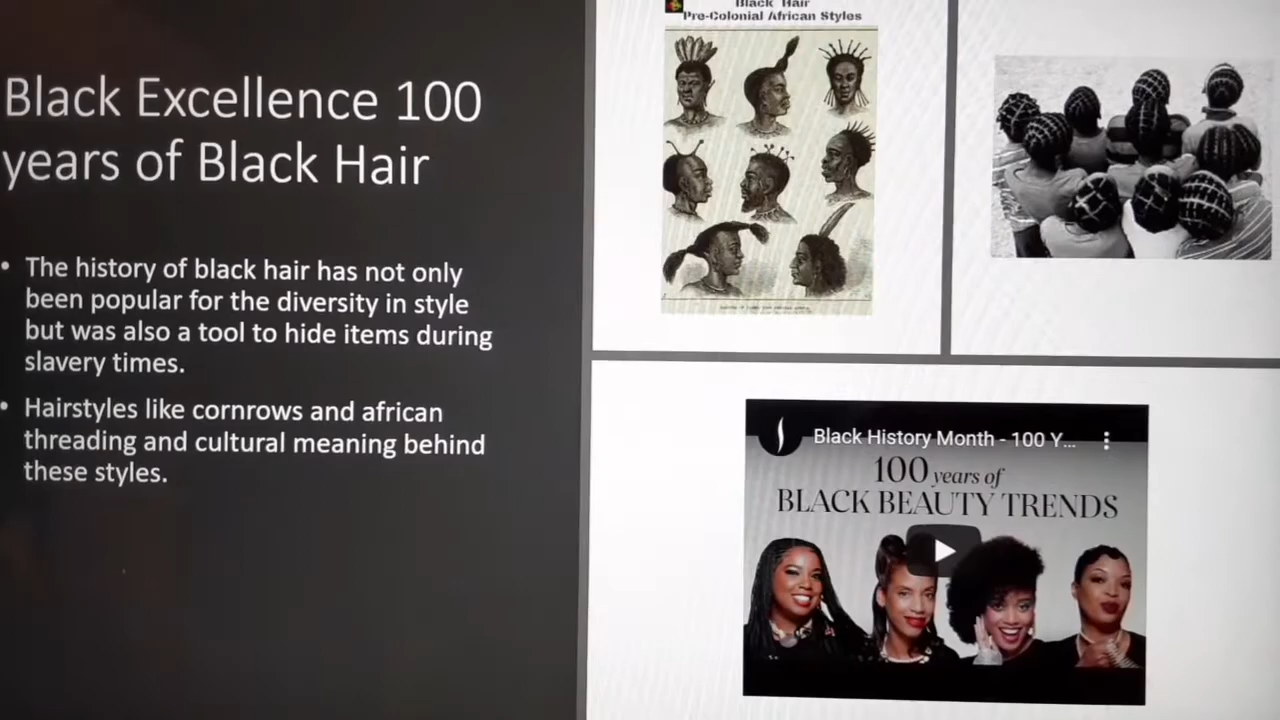 Black Excellence 100
years of Black Hair
• The history of black hair has not only
been popular for the diversity in style
but was also a tool to hide items during
slavery times.
• Hairstyles like cornrows and african
threading and cultural meaning behind
these styles.
Black Hair
Pre-Colonial African Styles
Black History Month - 100 Y...
100 years of
BLACK BEAUTY TRENDS